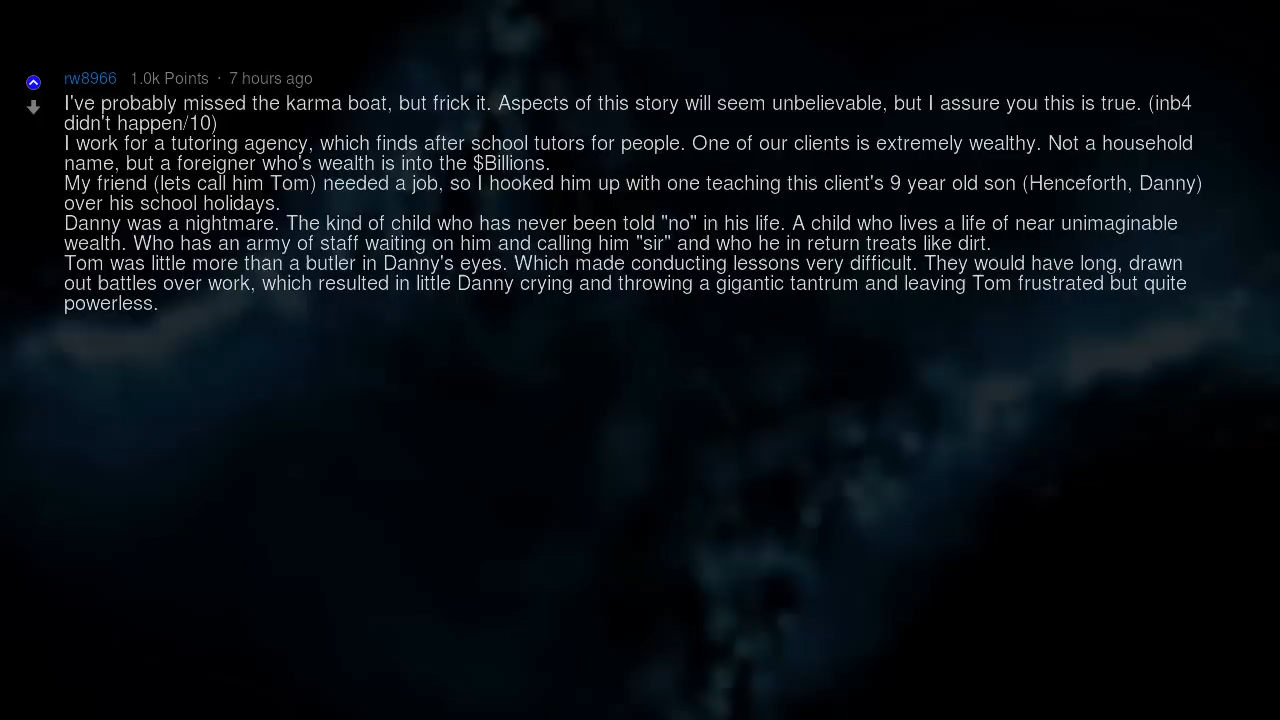 rw8966 1.0k Points · 7 hours ago
I've probably missed the karma boat, but frick it. Aspects of this story will seem unbelievable, but I assure you this is true. (inb4
didn't happen/10)
I work for a tutoring agency, which finds after school tutors for people. One of our clients is extremely wealthy. Not a household
name, but a foreigner who's wealth is into the $Billions.
My friend (lets call him Tom) needed a job, so I hooked him up with one teaching this client's 9 year old son (Henceforth, Danny)
over his school holidays.
Danny was a nightmare. The kind of child who has never been told "no" in his life. A child who lives a life of near unimaginable
wealth. Who has an army of staff waiting on him and calling him "sir" and who he in return treats like dirt.
Tom was little more than a butler in Danny's eyes. Which made conducting lessons very difficult. They would have long, drawn
out battles over work, which resulted in little Danny crying and throwing a gigantic tantrum and leaving Tom frustrated but quite
powerless.